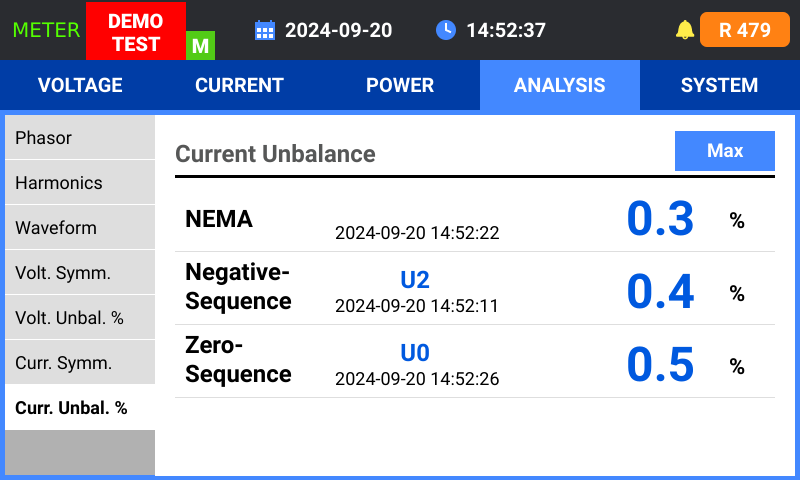 METER
DEMO
TEST
M
2024-09-20
14:52:37
R 479
VOLTAGE
CURRENT
POWER
ANALYSIS
SYSTEM
Phasor
Harmonics
Waveform
Volt. Symm.
Volt. Unbal. %
Curr. Symm.
Curr. Unbal. %
Current Unbalance
Max
NEMA
2024-09-20 14:52:22
0.3 %
Negative-
Sequence
U2
2024-09-20 14:52:11
0.4 %
Zero-
Sequence
U0
2024-09-20 14:52:26
0.5 %